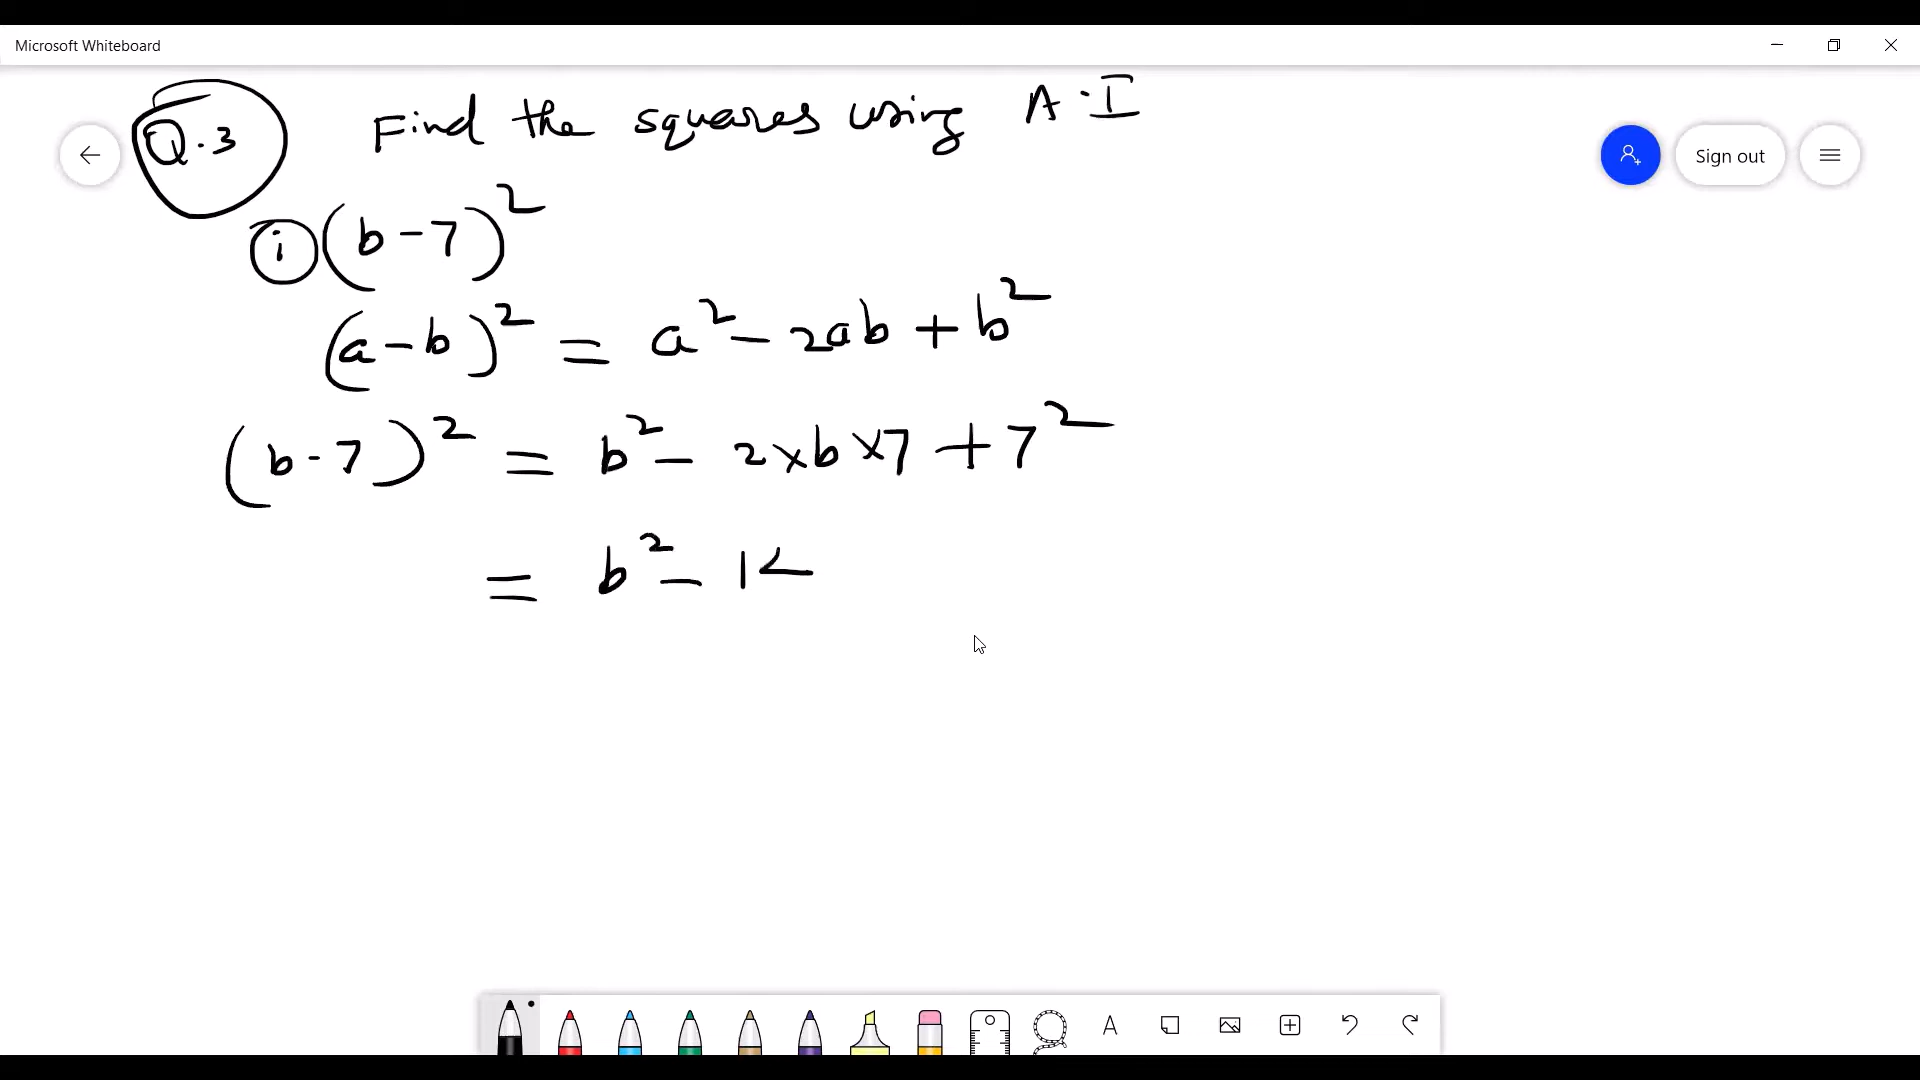 Microsoft Whiteboard
Q.3 Find the squares using A.I
Sign out
i (b-7)²
(a-b)² = a² - 2ab + b²
(b-7)² = b² - 2×b×7 + 7²
= b² - 1
A